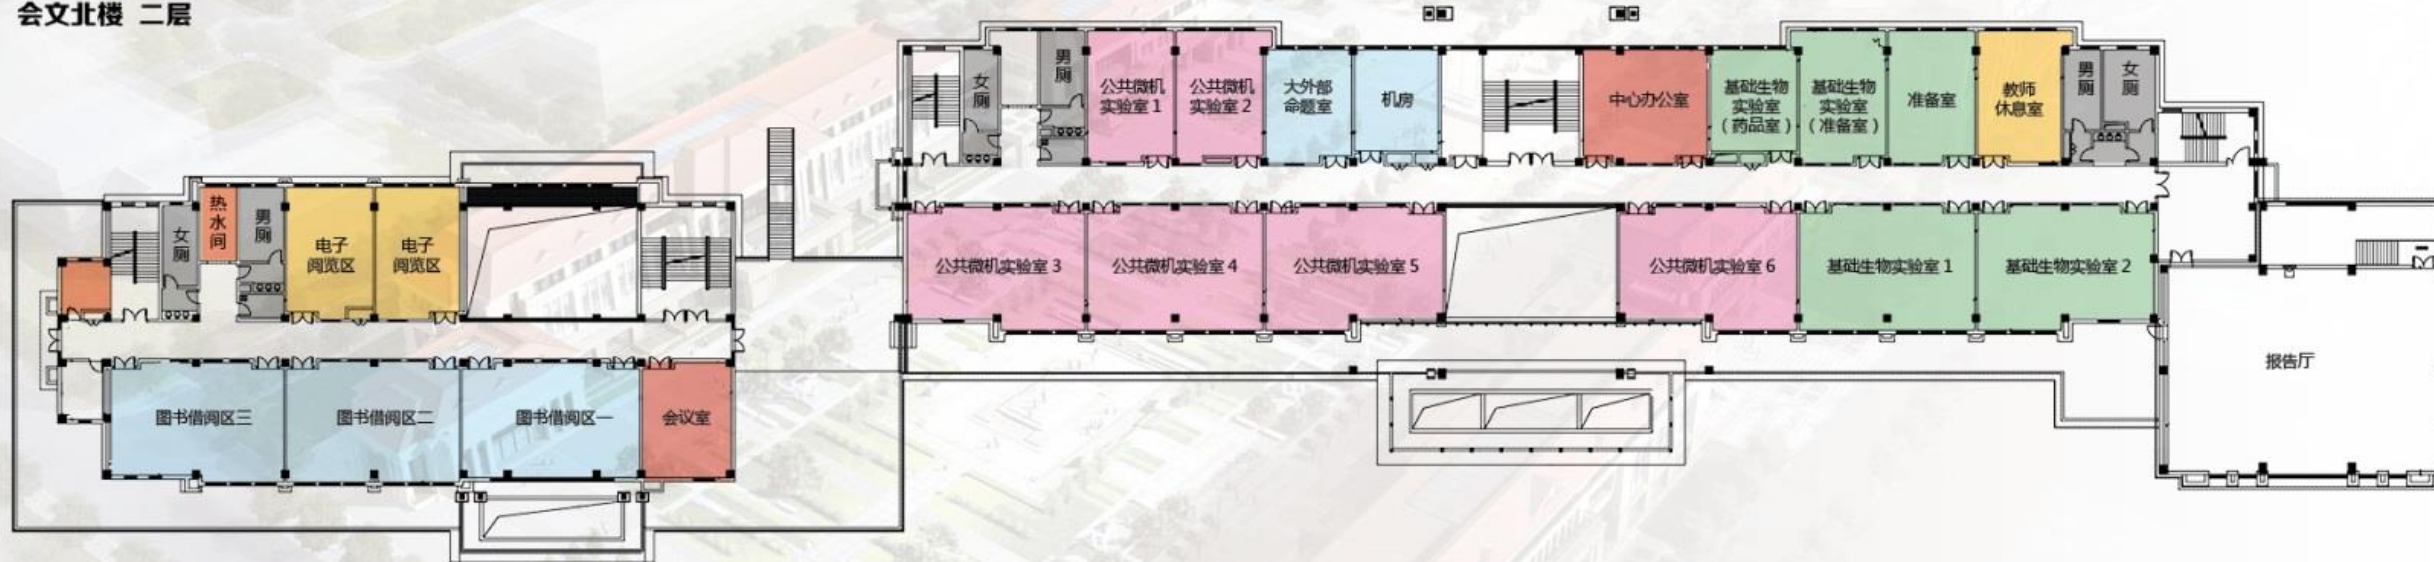 会文北楼 二层
女厕
男厕
公共微机
实验室 1
公共微机
实验室 2
大外部
命题室
机房
中心办公室
基础生物
实验室
（药品室）
基础生物
实验室
（准备室）
准备室
教师
休息室
男厕
女厕
女厕
热水间
男厕
电子
阅览区
电子
阅览区
公共微机实验室 3
公共微机实验室 4
公共微机实验室 5
公共微机实验室 6
基础生物实验室 1
基础生物实验室 2
报告厅
图书借阅区三
图书借阅区二
图书借阅区一
会议室